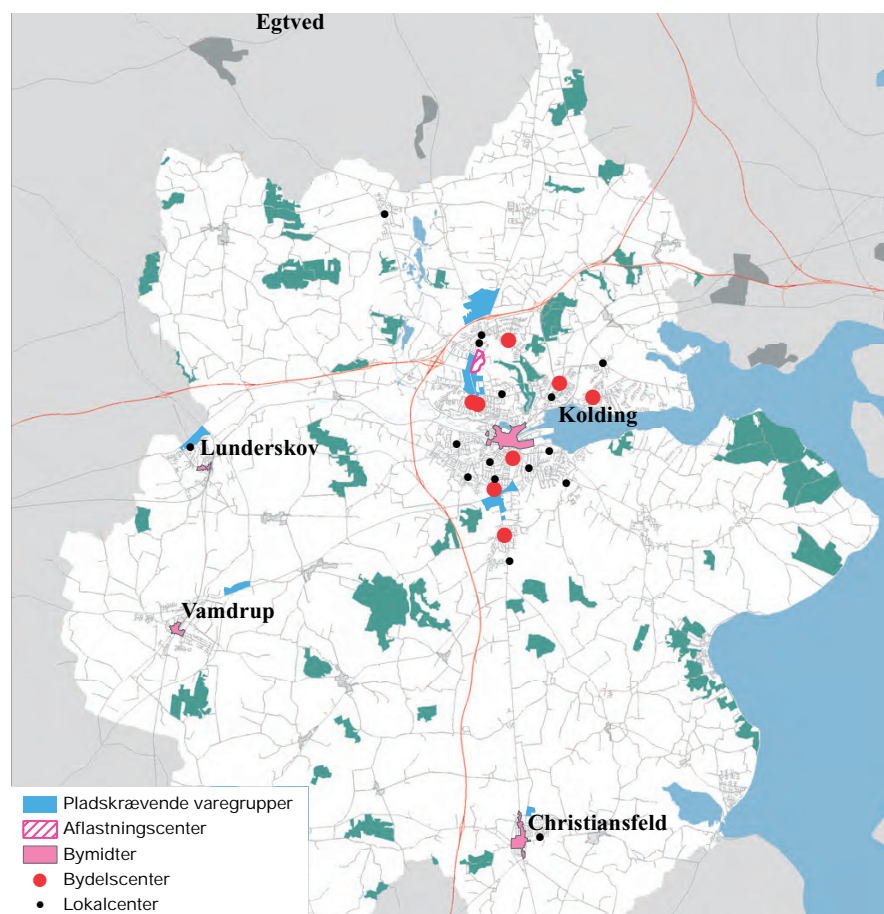 Egtved
Kolding
Lunderskov
Vamdrup
Christiansfeld
Pladskrævende varegrupper
Aflastningscenter
Bymidter
Bydelscenter
Lokalcenter